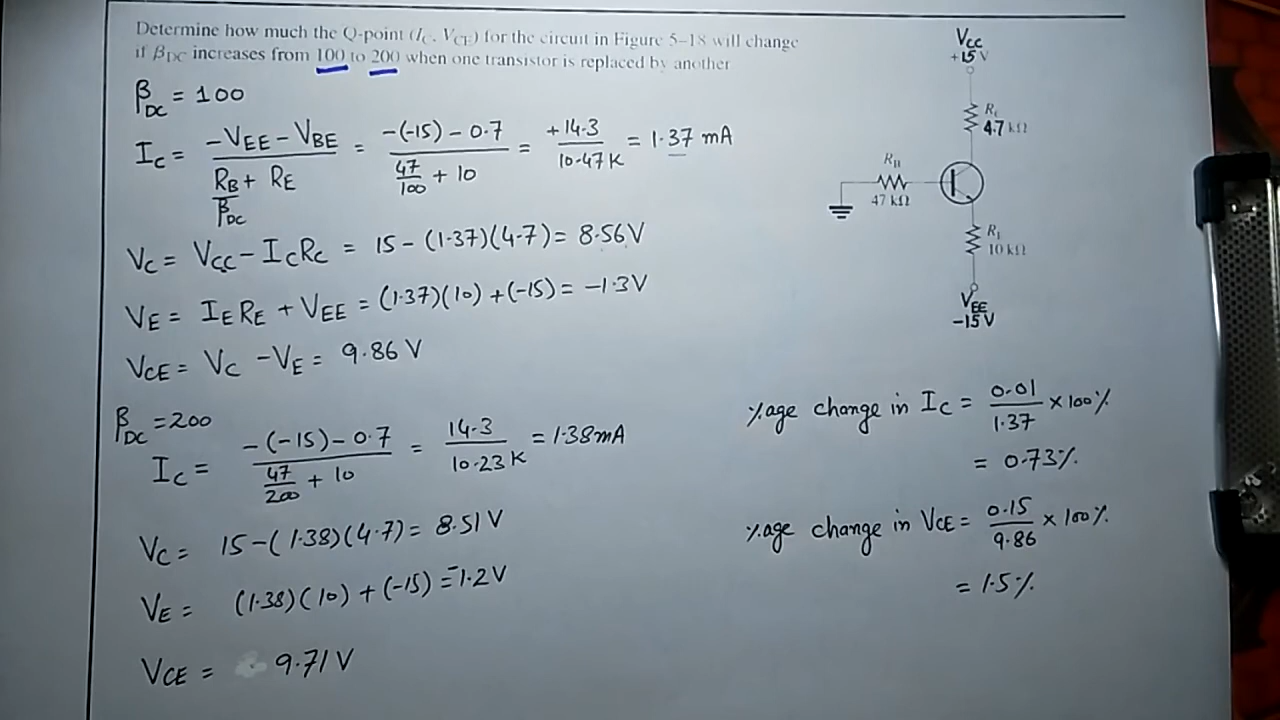 Determine how much the Q-point (IC, VCE) for the circuit in Figure 5–18 will change
if βDC increases from 100 to 200 when one transistor is replaced by another
βDC = 100
IC = (-VEE - VBE) / (RB/βDC + RE) = (-(-15) - 0.7) / (47/100 + 10) = +14.3 / 10.47K = 1.37 mA
VC = VCC - ICRC = 15 - (1.37)(4.7) = 8.56V
VE = IERE + VEE = (1.37)(10) + (-15) = -1.3V
VCE = VC - VE = 9.86 V
βDC = 200
IC = (-(-15) - 0.7) / (47/200 + 10) = 14.3 / 10.23K = 1.38mA
VC = 15 - (1.38)(4.7) = 8.51 V
VE = (1.38)(10) + (-15) = -1.2V
VCE = 9.71 V
VCC
+15 V
RC
4.7 kΩ
RB
47 kΩ
RE
10 kΩ
VEE
-15V
%age change in IC = 0.01 / 1.37 × 100%
= 0.73%
%age change in VCE = 0.15 / 9.86 × 100%
= 1.5%